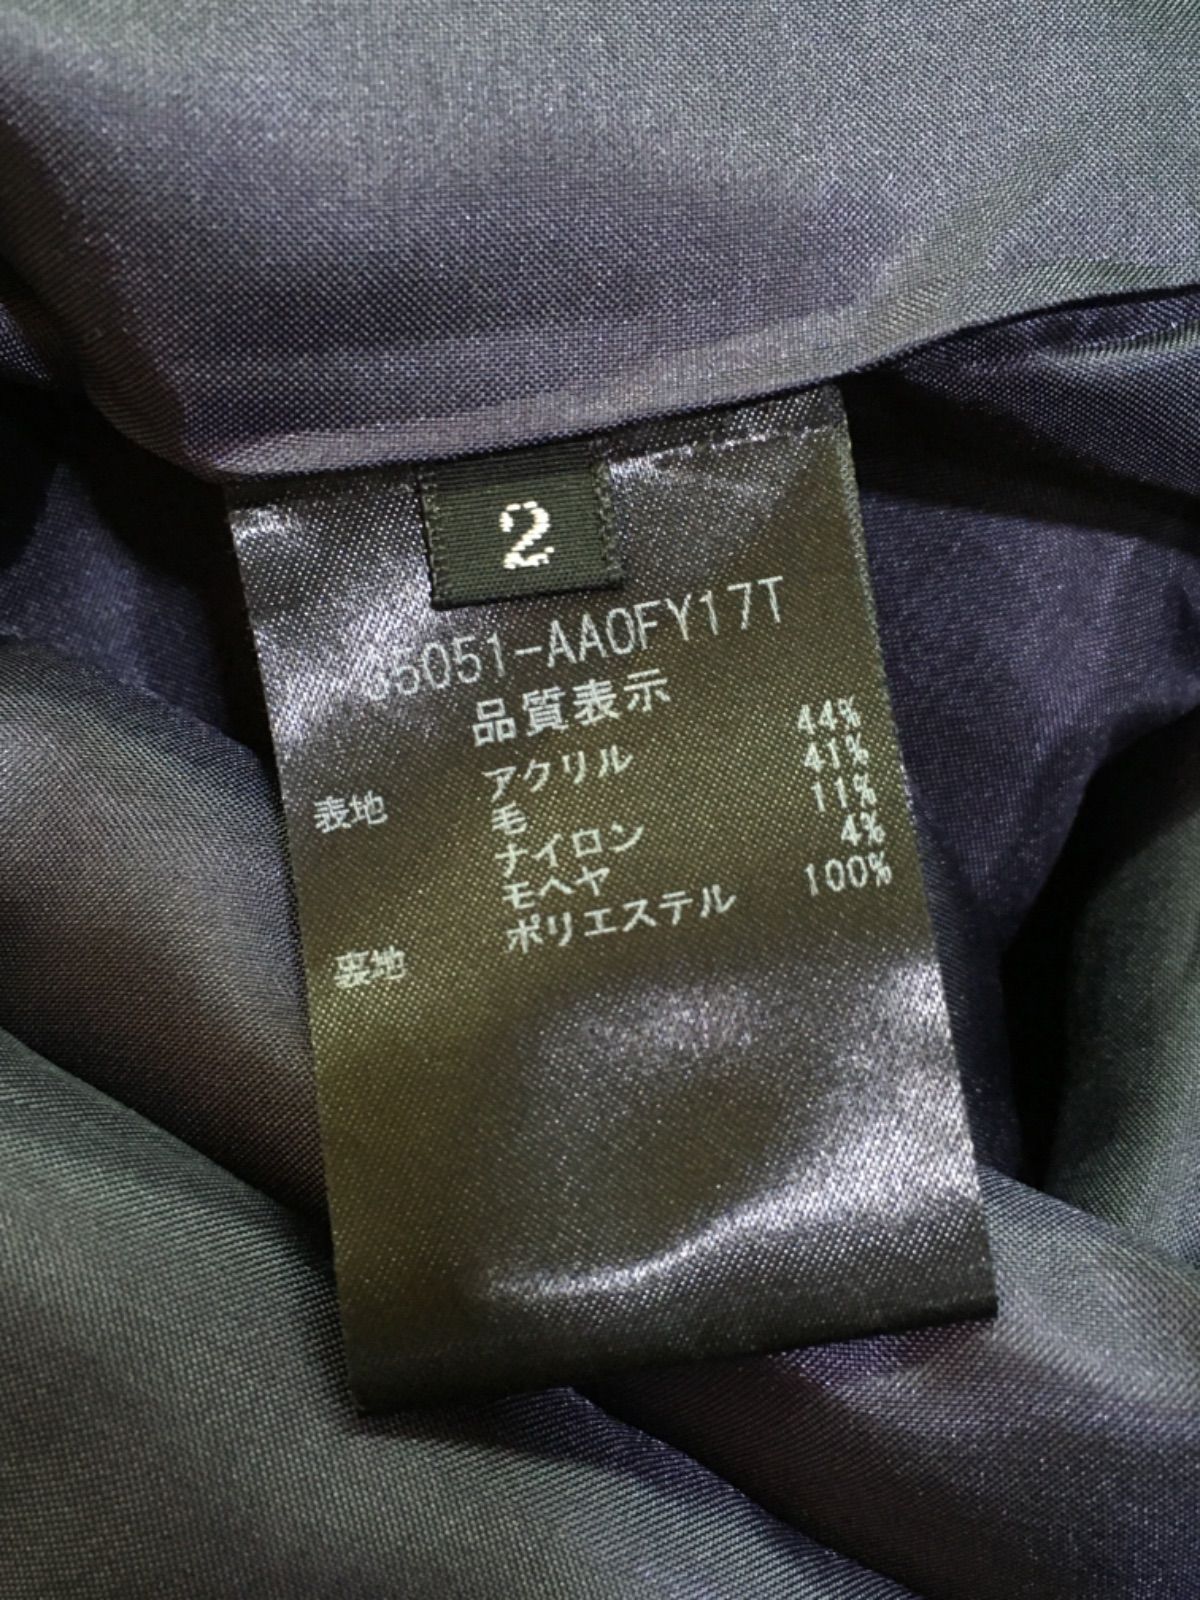 2
5051-AA0FY17T
品質表示
表地 アクリル 44%
毛 41%
ナイロン 11%
モヘヤ 4%
裏地 ポリエステル 100%